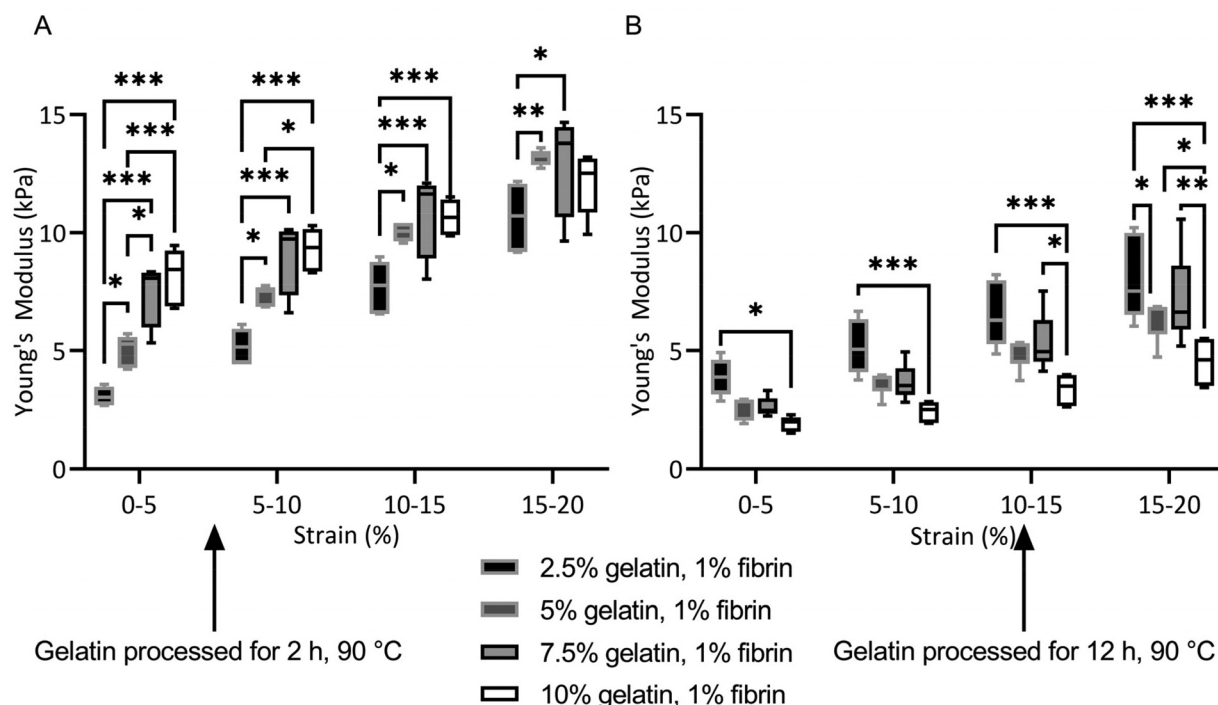 A
B
Young's Modulus (kPa)
15
10
5
0
*** *** *** *
*** * *** **
*** *** *
* *
* *
0-5 5-10 10-15 15-20
Strain (%)
Young's Modulus (kPa)
15
10
5
0
* *** *** ***
* *
* **
0-5 5-10 10-15 15-20
Strain (%)
Gelatin processed for 2 h, 90 °C
Gelatin processed for 12 h, 90 °C
2.5% gelatin, 1% fibrin
5% gelatin, 1% fibrin
7.5% gelatin, 1% fibrin
10% gelatin, 1% fibrin